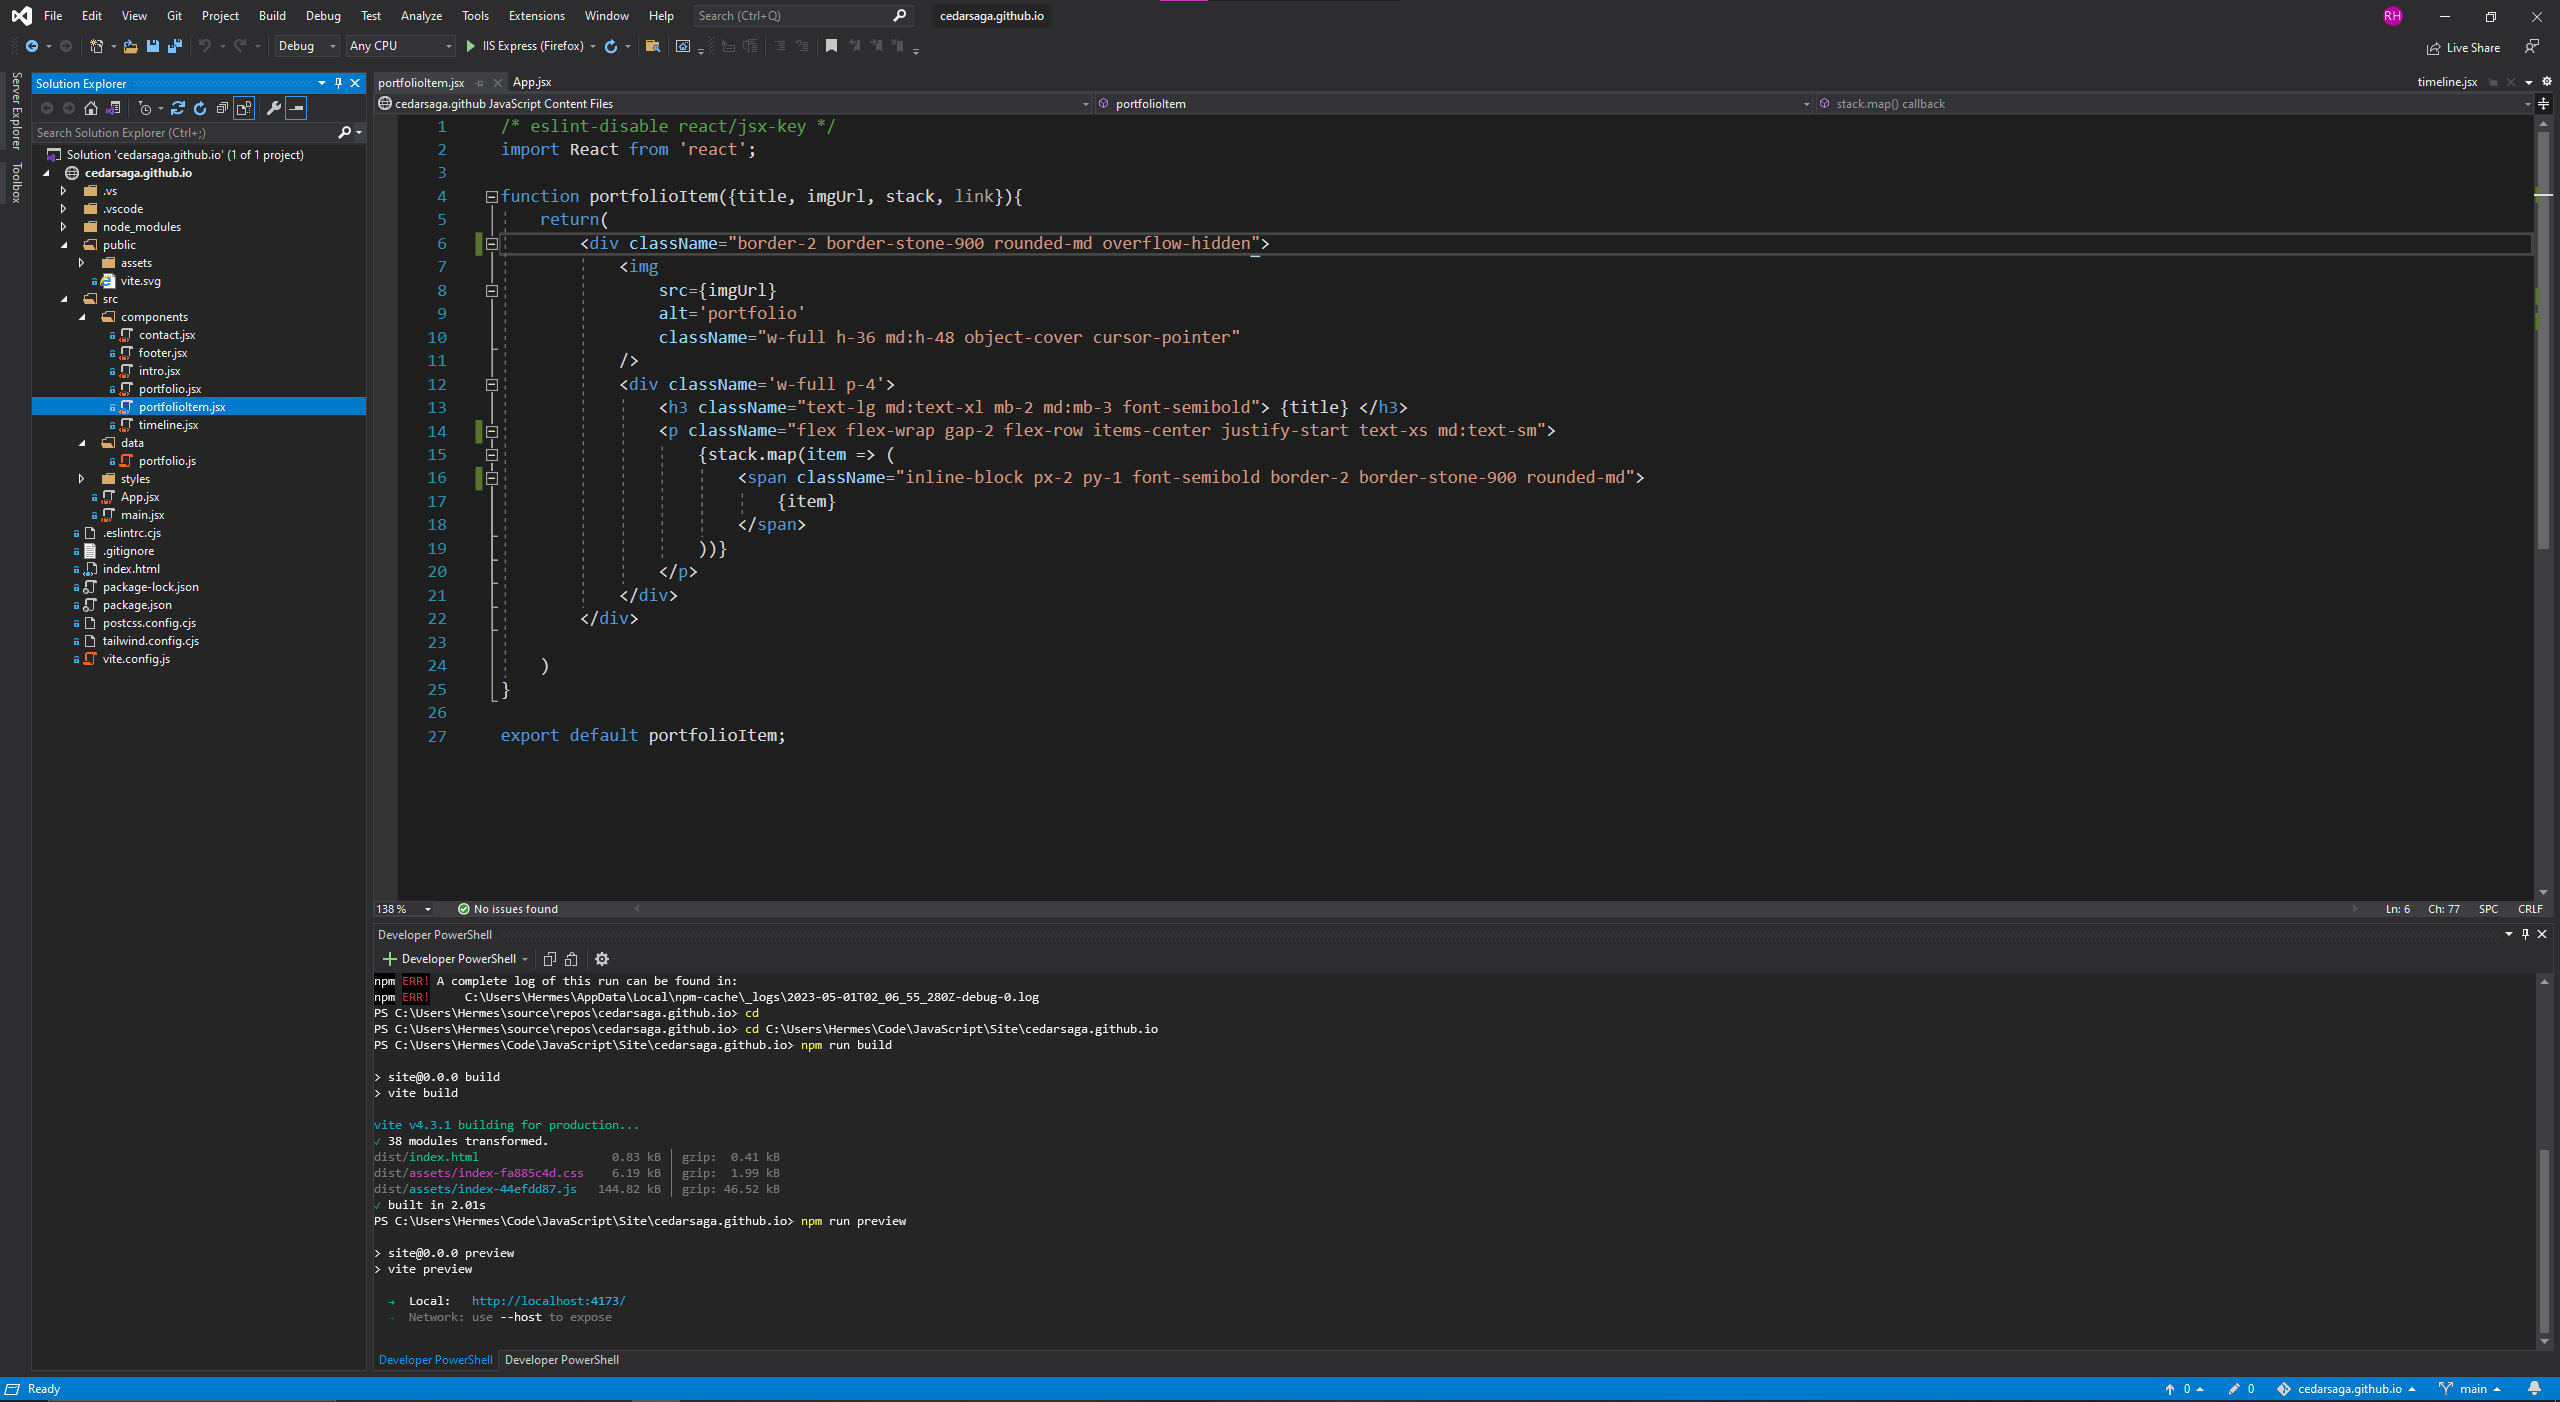 File Edit View Git Project Build Debug Test Analyze Tools Extensions Window Help Search (Ctrl+Q) cedarsaga.github.io RH
Debug Any CPU IIS Express (Firefox) Live Share
Server Explorer
Toolbox
Solution Explorer
Search Solution Explorer (Ctrl+;)
Solution 'cedarsaga.github.io' (1 of 1 project)
cedarsaga.github.io
.vs
.vscode
node_modules
public
assets
vite.svg
src
components
contact.jsx
footer.jsx
intro.jsx
portfolio.jsx
portfolioItem.jsx
timeline.jsx
data
portfolio.js
styles
App.jsx
main.jsx
.eslintrc.cjs
.gitignore
index.html
package-lock.json
package.json
postcss.config.cjs
tailwind.config.cjs
vite.config.js
portfolioItem.jsx App.jsx timeline.jsx
cedarsaga.github JavaScript Content Files portfolioItem stack.map() callback
1 /* eslint-disable react/jsx-key */
2 import React from 'react';
3
4 function portfolioItem({title, imgUrl, stack, link}){
5 return(
6 <div className="border-2 border-stone-900 rounded-md overflow-hidden">
7 <img
8 src={imgUrl}
9 alt='portfolio'
10 className="w-full h-36 md:h-48 object-cover cursor-pointer"
11 />
12 <div className='w-full p-4'>
13 <h3 className="text-lg md:text-xl mb-2 md:mb-3 font-semibold"> {title} </h3>
14 <p className="flex flex-wrap gap-2 flex-row items-center justify-start text-xs md:text-sm">
15 {stack.map(item => (
16 <span className="inline-block px-2 py-1 font-semibold border-2 border-stone-900 rounded-md">
17 {item}
18 </span>
19 ))}
20 </p>
21 </div>
22 </div>
23
24 )
25 }
26
27 export default portfolioItem;
138 % No issues found Ln: 6 Ch: 77 SPC CRLF
Developer PowerShell
Developer PowerShell
npm ERR! A complete log of this run can be found in:
npm ERR! C:\Users\Hermes\AppData\Local\npm-cache\_logs\2023-05-01T02_06_55_280Z-debug-0.log
PS C:\Users\Hermes\source\repos\cedarsaga.github.io> cd
PS C:\Users\Hermes\source\repos\cedarsaga.github.io> cd C:\Users\Hermes\Code\JavaScript\Site\cedarsaga.github.io
PS C:\Users\Hermes\Code\JavaScript\Site\cedarsaga.github.io> npm run build
> site@0.0.0 build
> vite build
vite v4.3.1 building for production...
✓ 38 modules transformed.
dist/index.html 0.83 kB │ gzip: 0.41 kB
dist/assets/index-fa885c4d.css 6.19 kB │ gzip: 1.99 kB
dist/assets/index-44efdd87.js 144.82 kB │ gzip: 46.52 kB
✓ built in 2.01s
PS C:\Users\Hermes\Code\JavaScript\Site\cedarsaga.github.io> npm run preview
> site@0.0.0 preview
> vite preview
→ Local: http://localhost:4173/
→ Network: use --host to expose
Developer PowerShell Developer PowerShell
Ready 0 0 cedarsaga.github.io main